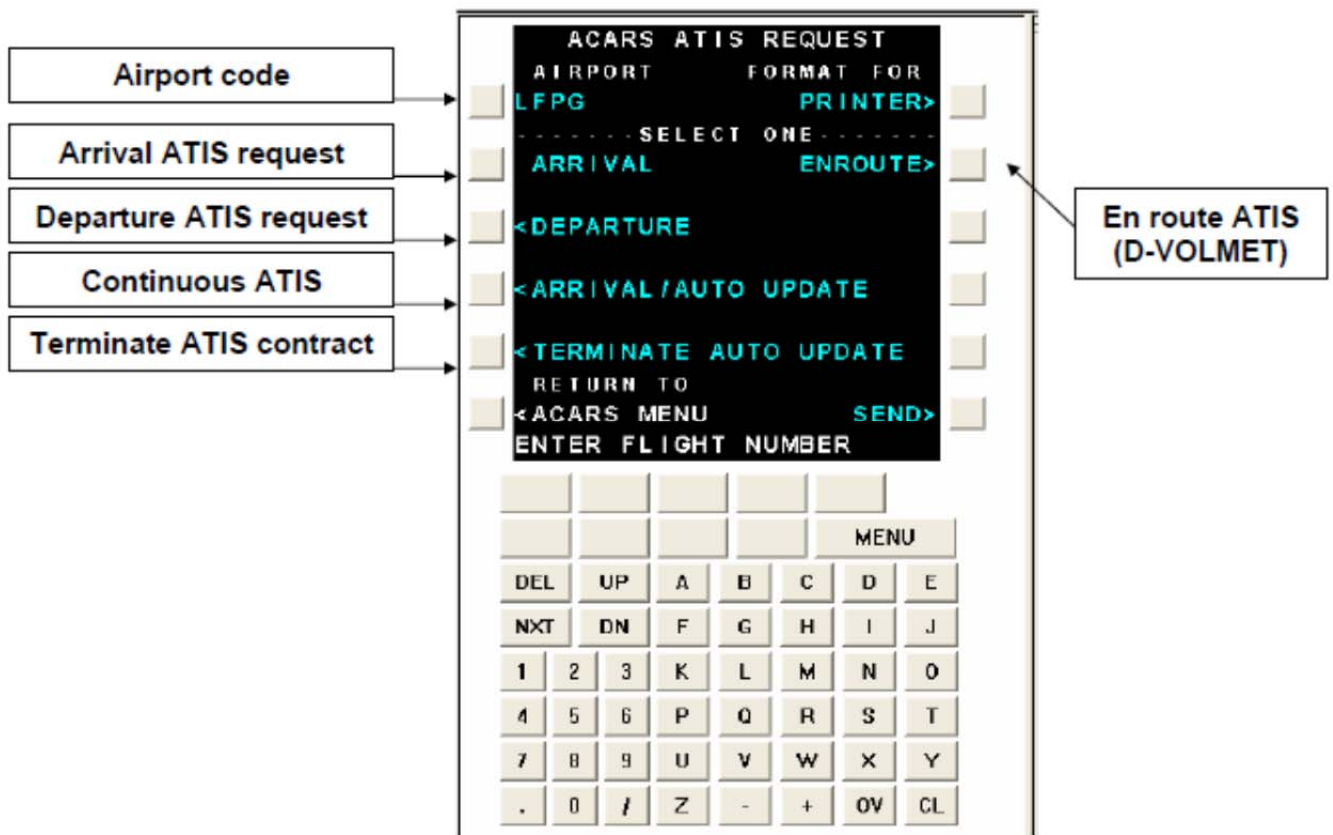 Airport code
Arrival ATIS request
Departure ATIS request
Continuous ATIS
Terminate ATIS contract
ACARS ATIS REQUEST
AIRPORT FORMAT FOR
LFPG PRINTER>
-------SELECT ONE-------
ARRIVAL ENROUTE>
<DEPARTURE
<ARRIVAL/AUTO UPDATE
<TERMINATE AUTO UPDATE
RETURN TO
<ACARS MENU SEND>
ENTER FLIGHT NUMBER
En route ATIS
(D-VOLMET)
MENU
DEL UP A B C D E
NXT DN F G H I J
1 2 3 K L M N O
4 5 6 P Q R S T
7 8 9 U V W X Y
. 0 / Z - + OV CL